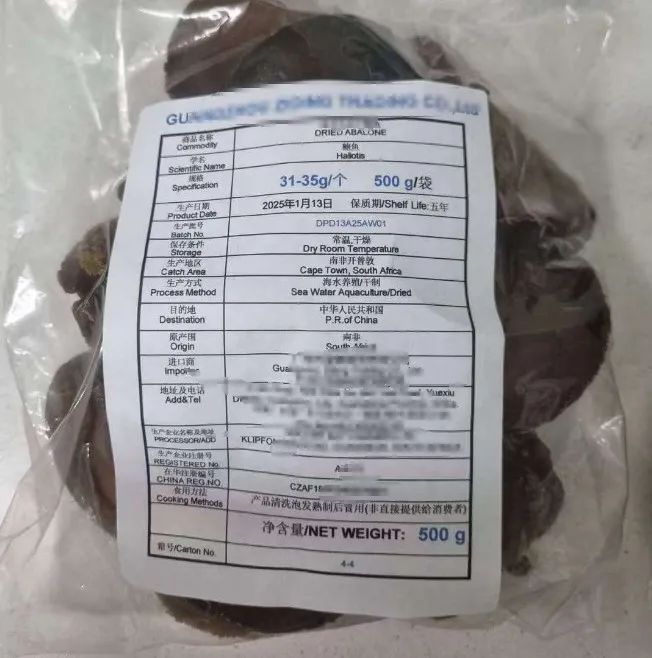 商品名称 DRIED ABALONE
Commodity
学名 鲍鱼
Scientific Name Haliotis
规格 31-35g/个 500 g/袋
Specification
生产日期 2025年1月13日 保质期/Shelf Life:五年
Product Date
生产批号 DPD13A25AW01
Batch No.
保存条件 常温,干燥
Storage Dry Room Temperature
生产地区 南非开普敦
Catch Area Cape Town, South Africa
生产方式 海水养殖/干制
Process Method Sea Water Aquaculture/Dried
目的地 中华人民共和国
Destination P.R.of China
原产国 南非
Origin South
进口商
Importer
地址及电话 Yuexiu
Add&Tel
生产企业名称及地址
PROCESSOR/ADD
生产企业注册号
REGISTERED No.
在华注册编号
CHINA REG.NO
食用方法 产品清洗泡发熟制后食用(非直接提供给消费者)
Cooking Methods
净含量/NET WEIGHT: 500 g
箱号/Carton No. 4-4